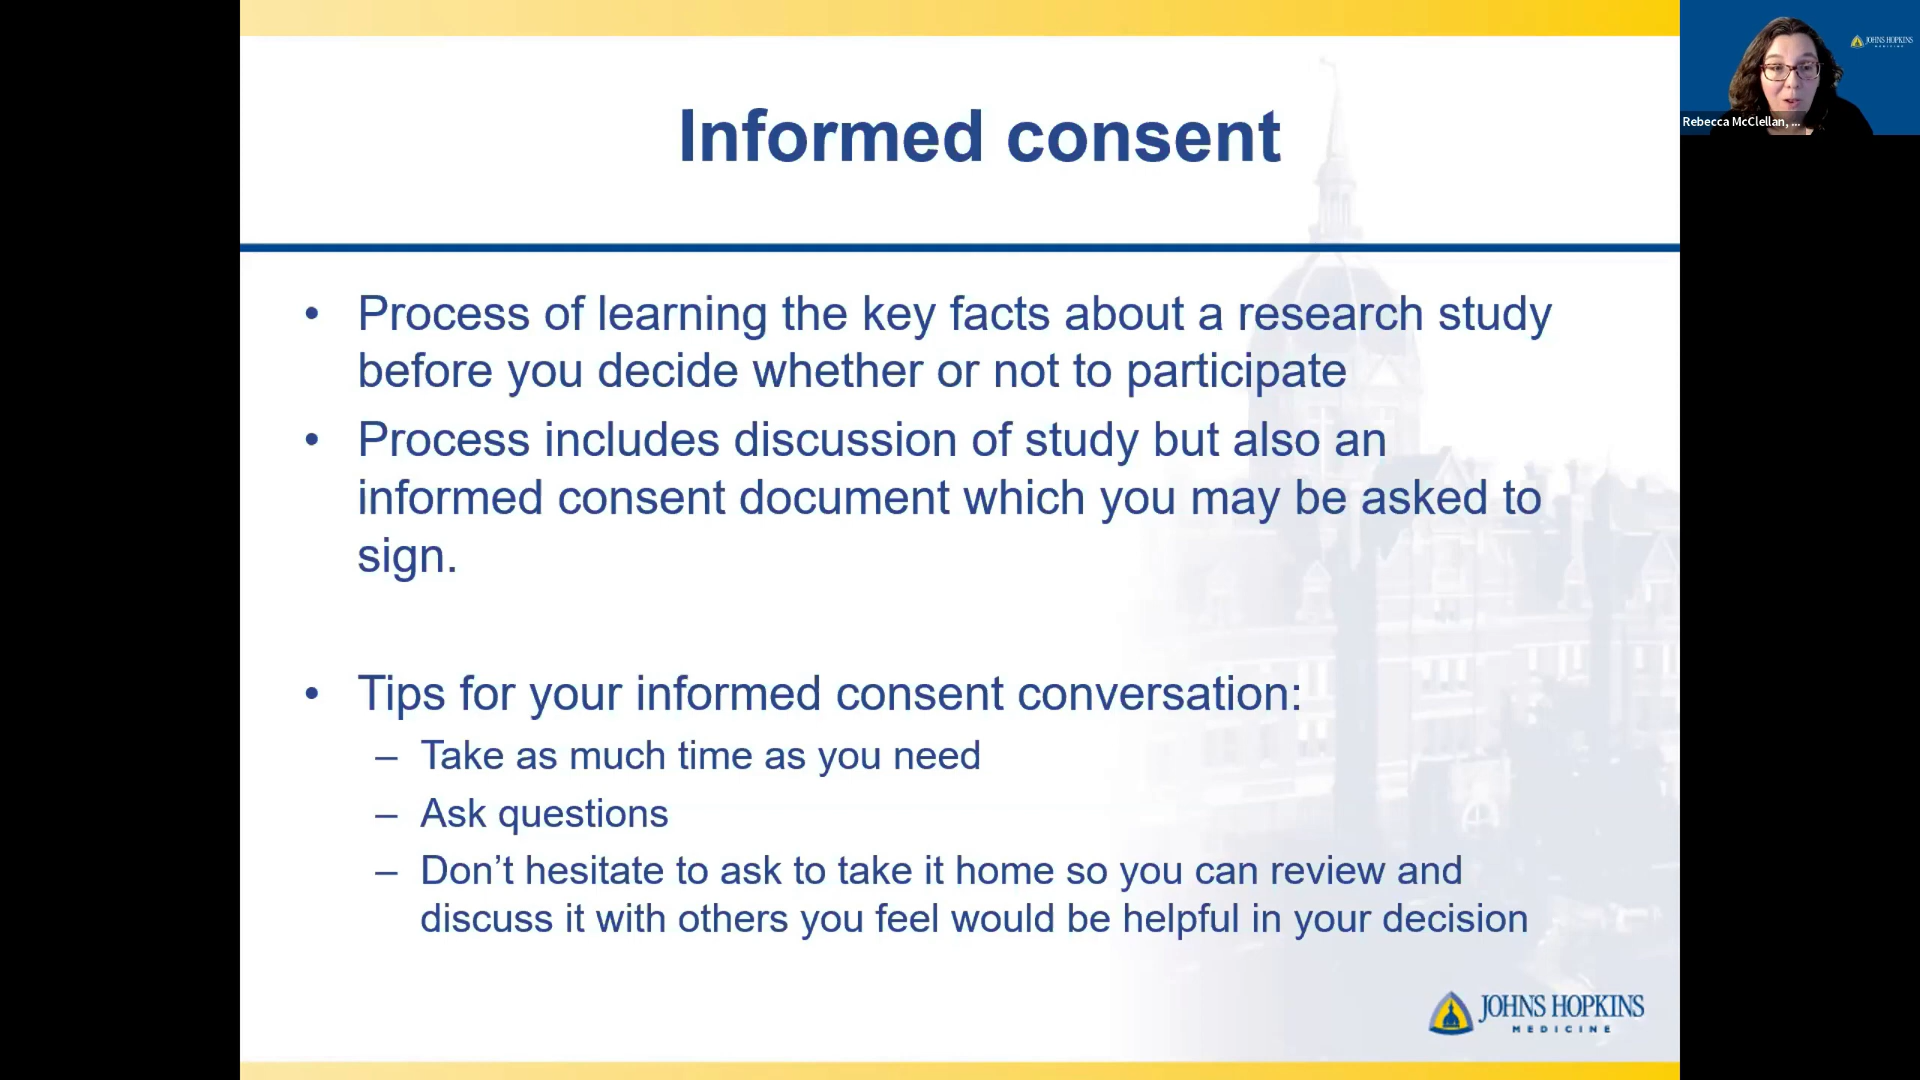 Informed consent
• Process of learning the key facts about a research study
before you decide whether or not to participate
• Process includes discussion of study but also an
informed consent document which you may be asked to
sign.
• Tips for your informed consent conversation:
– Take as much time as you need
– Ask questions
– Don’t hesitate to ask to take it home so you can review and
discuss it with others you feel would be helpful in your decision
JOHNS HOPKINS
MEDICINE
JOHNS HOPKINS
MEDICINE
Rebecca McClellan, ...